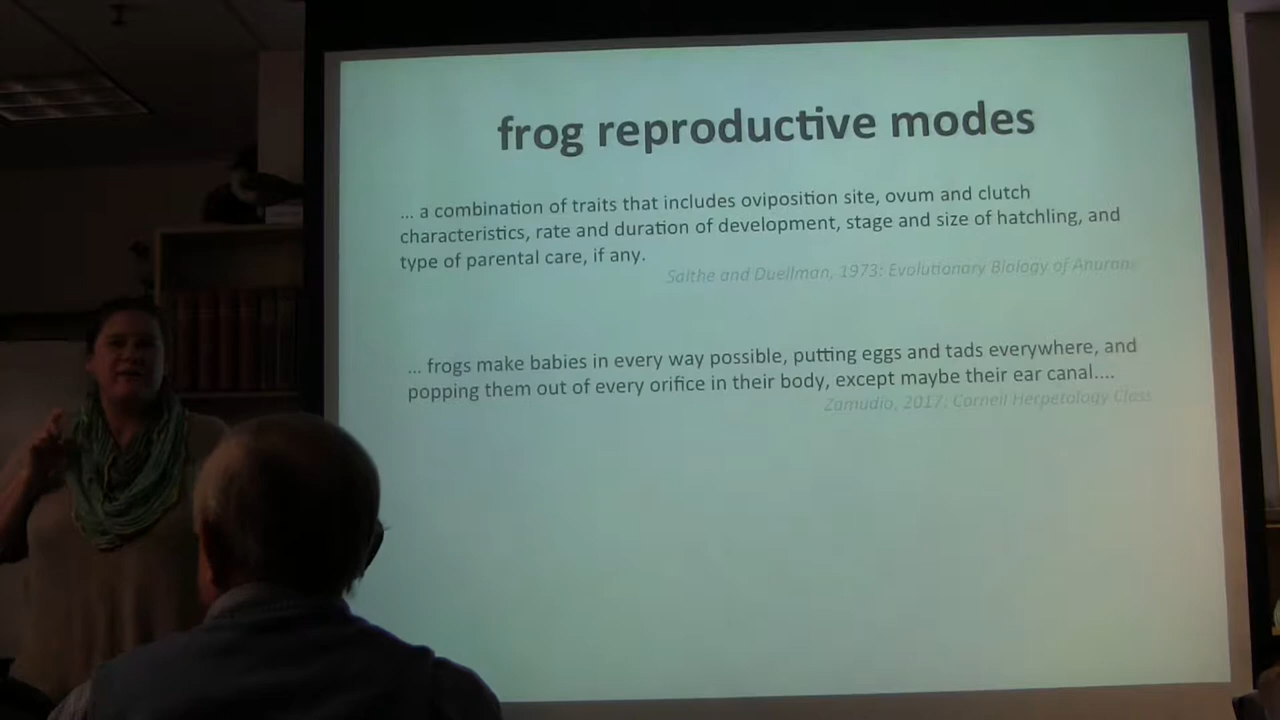 frog reproductive modes
... a combination of traits that includes oviposition site, ovum and clutch
characteristics, rate and duration of development, stage and size of hatchling, and
type of parental care, if any.
Salthe and Duellman, 1973: Evolutionary Biology of Anurans
... frogs make babies in every way possible, putting eggs and tads everywhere, and
popping them out of every orifice in their body, except maybe their ear canal....
Zamudio, 2017: Cornell Herpetology Class